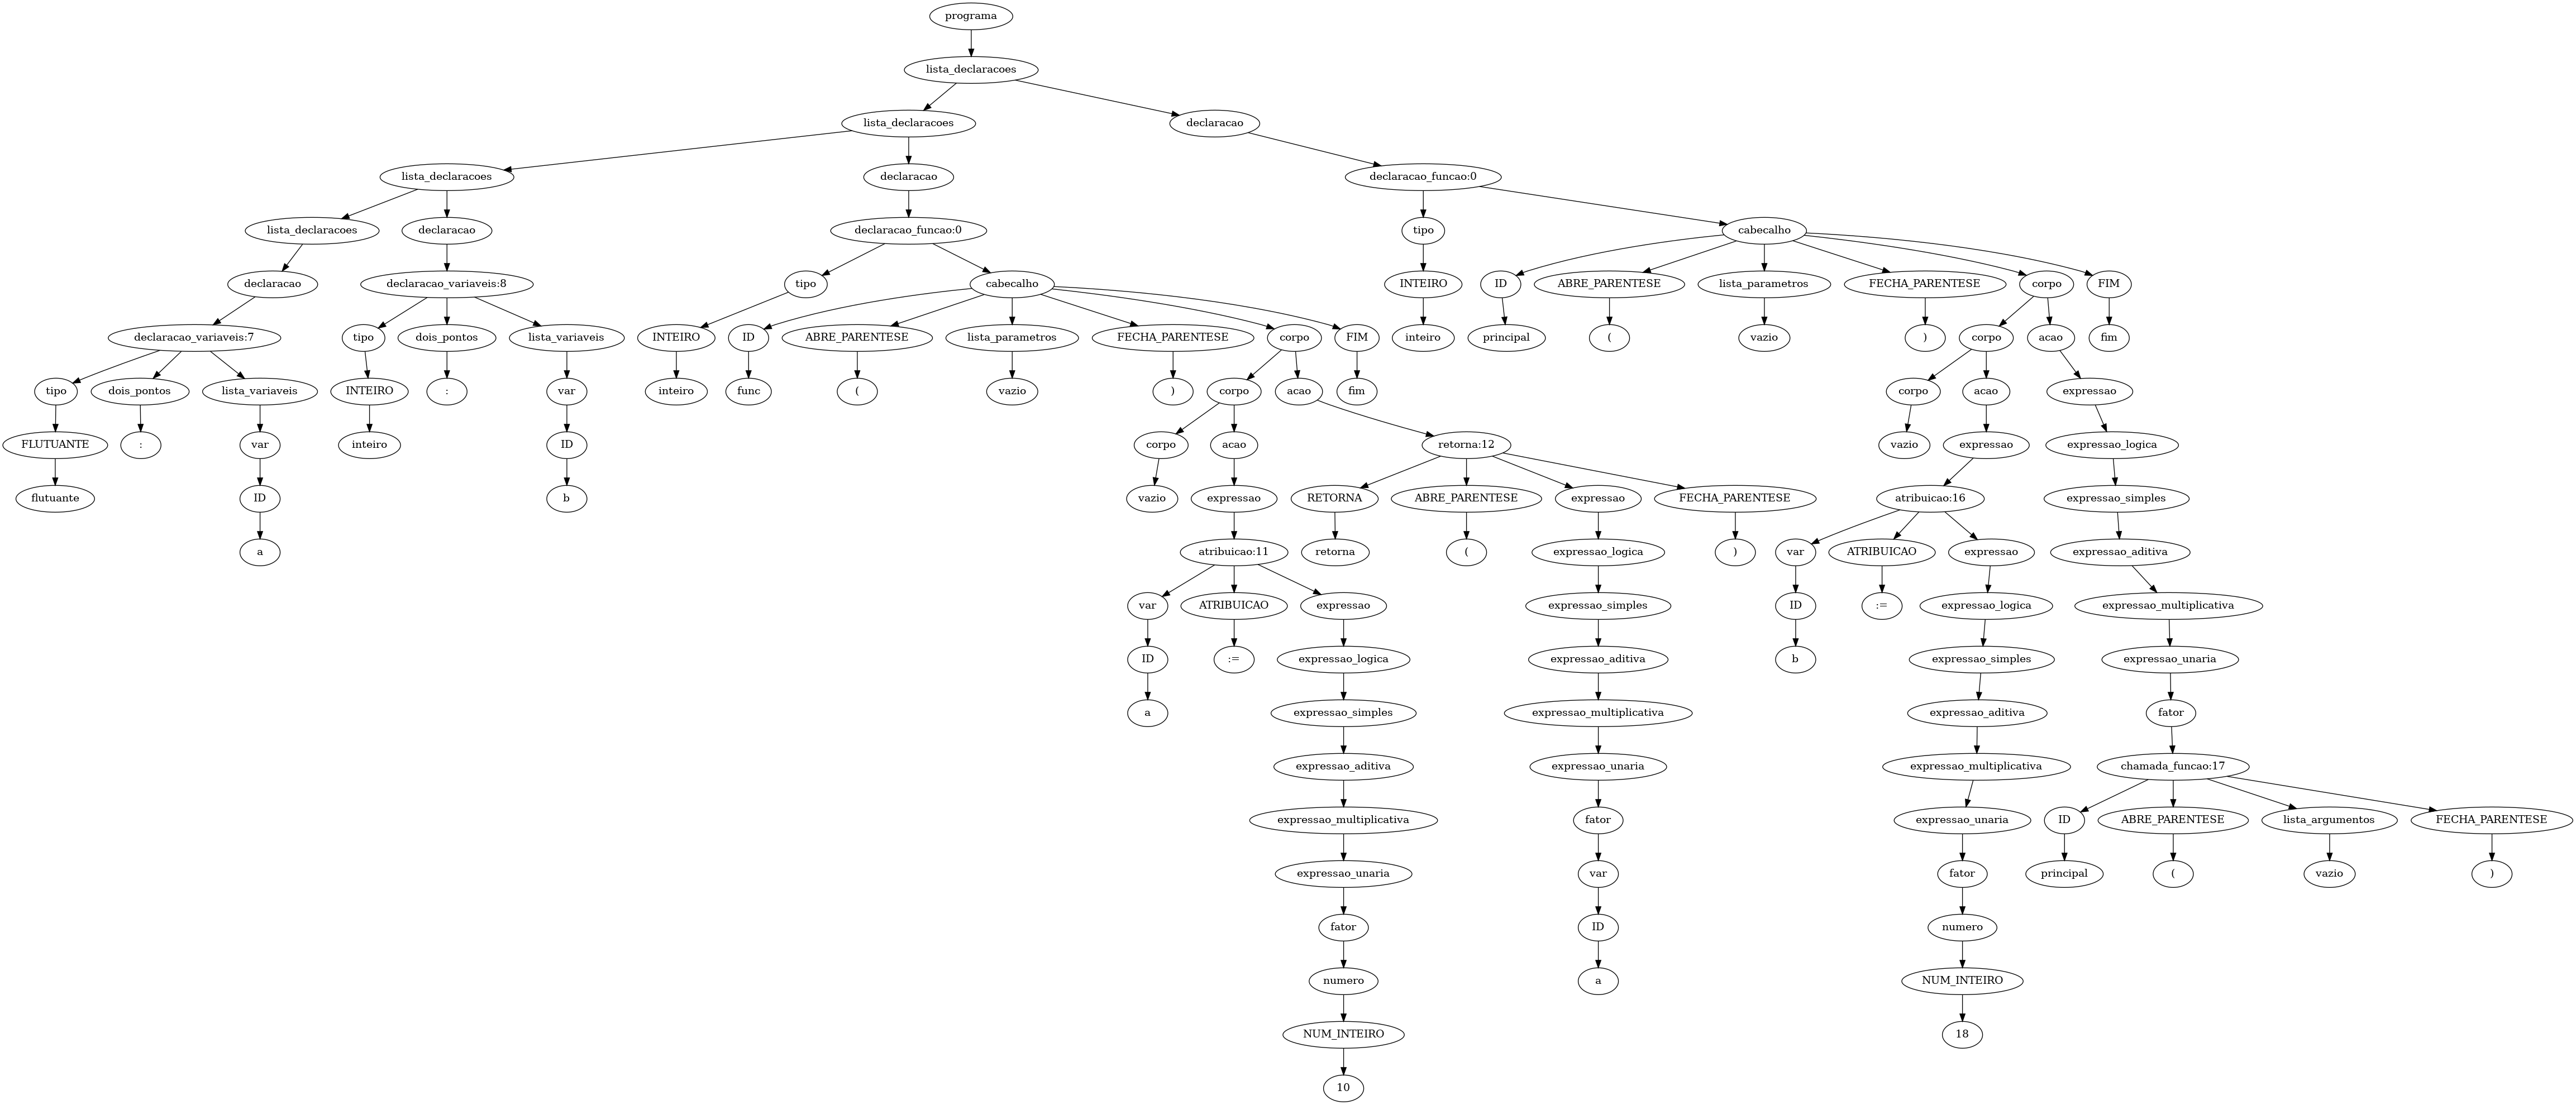 programa
lista_declaracoes
lista_declaracoes declaracao
lista_declaracoes declaracao declaracao_funcao:0
lista_declaracoes declaracao declaracao_funcao:0 tipo cabecalho
declaracao declaracao_variaveis:8 tipo cabecalho INTEIRO ID ABRE_PARENTESE lista_parametros FECHA_PARENTESE corpo FIM
declaracao_variaveis:7 tipo dois_pontos lista_variaveis INTEIRO ID ABRE_PARENTESE lista_parametros FECHA_PARENTESE corpo FIM inteiro principal ( vazio ) corpo acao fim
tipo dois_pontos lista_variaveis INTEIRO : var inteiro func ( vazio ) corpo acao fim corpo acao expressao
FLUTUANTE : var inteiro ID corpo acao retorna:12 vazio expressao expressao_logica
flutuante ID b vazio expressao RETORNA ABRE_PARENTESE expressao FECHA_PARENTESE atribuicao:16 expressao_simples
a atribuicao:11 retorna ( expressao_logica ) var ATRIBUICAO expressao expressao_aditiva
var ATRIBUICAO expressao expressao_simples ID := expressao_logica expressao_multiplicativa
ID := expressao_logica expressao_aditiva b expressao_simples expressao_unaria
a expressao_simples expressao_multiplicativa expressao_aditiva fator
expressao_aditiva expressao_unaria expressao_multiplicativa chamada_funcao:17
expressao_multiplicativa fator expressao_unaria ID ABRE_PARENTESE lista_argumentos FECHA_PARENTESE
expressao_unaria var fator principal ( vazio )
fator ID numero
numero a NUM_INTEIRO
NUM_INTEIRO 18
10